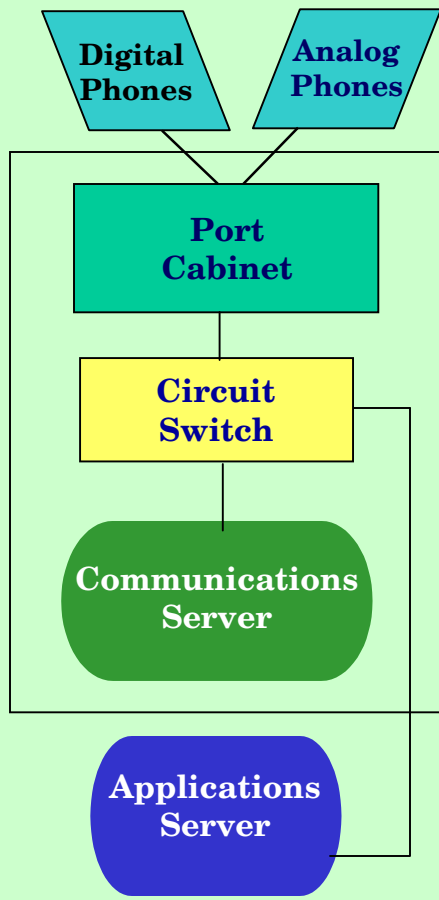 Digital
Phones
Analog
Phones
Port
Cabinet
Circuit
Switch
Communications
Server
Applications
Server